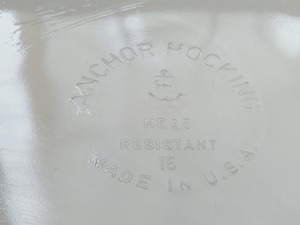 ANCHOR HOCKING
HEAT
RESISTANT
16
MADE IN U.S.A.